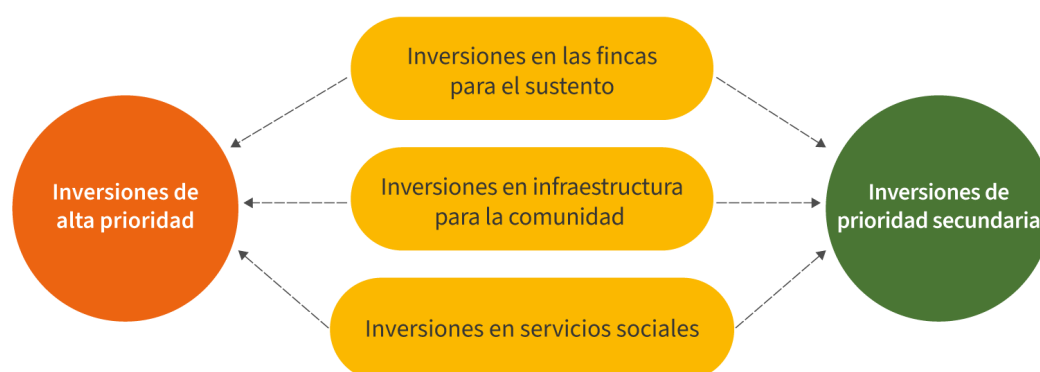 Inversiones en las fincas
para el sustento
Inversiones de
alta prioridad
Inversiones en infraestructura
para la comunidad
Inversiones de
prioridad secundaria
Inversiones en servicios sociales